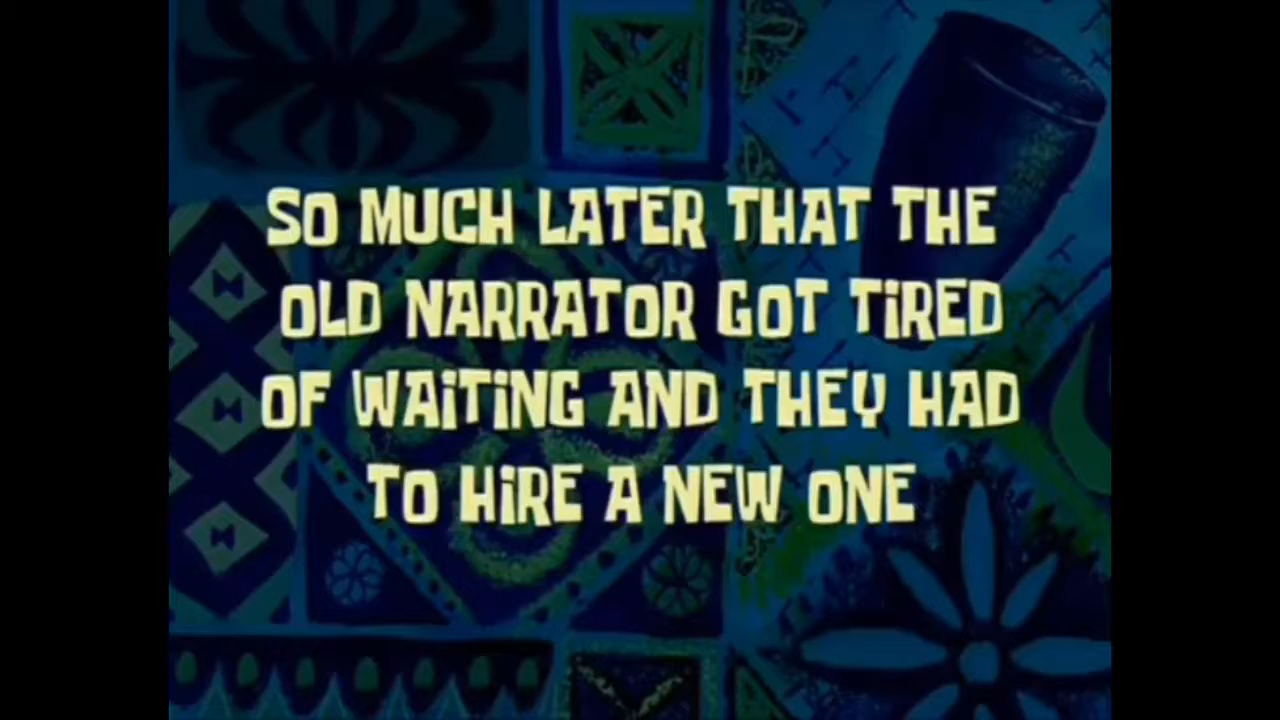 SO MUCH LATER THAT THE
OLD NARRATOR GOT TIRED
OF WAITING AND THEY HAD
TO HIRE A NEW ONE